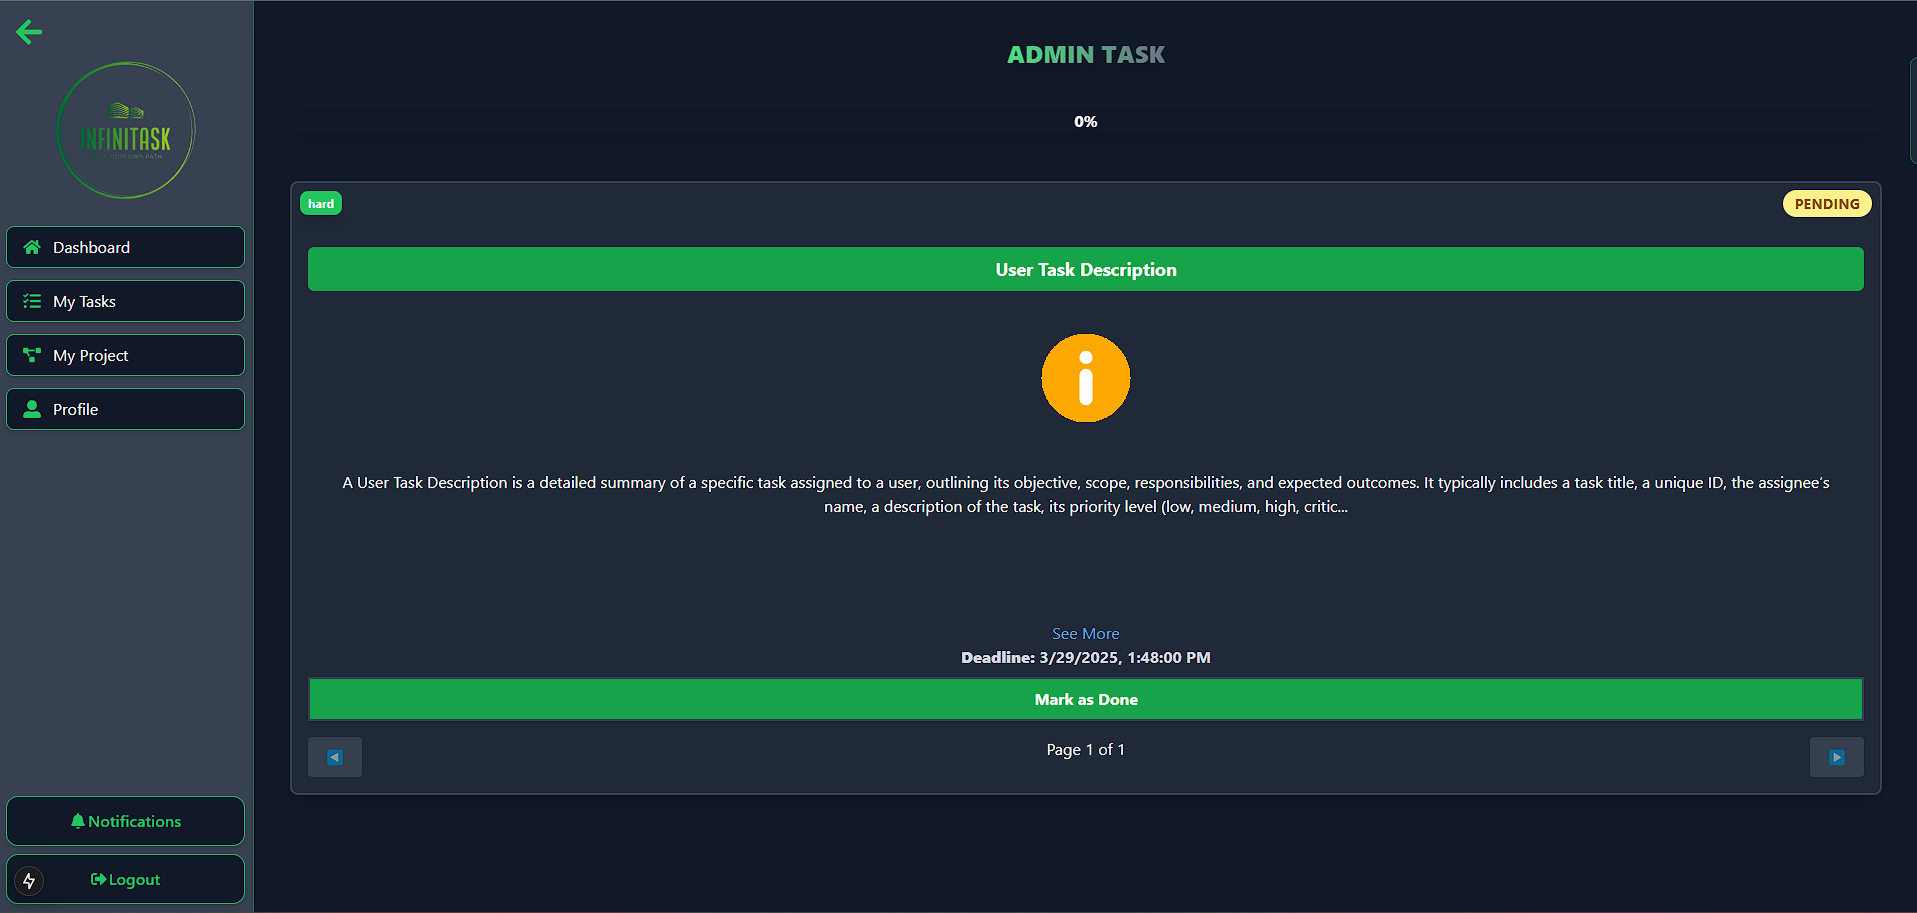 INFINITASK
YOUR OWN PATH
Dashboard
My Tasks
My Project
Profile
Notifications
Logout
ADMIN TASK
0%
hard
PENDING
User Task Description
A User Task Description is a detailed summary of a specific task assigned to a user, outlining its objective, scope, responsibilities, and expected outcomes. It typically includes a task title, a unique ID, the assignee's
name, a description of the task, its priority level (low, medium, high, critic...
See More
Deadline: 3/29/2025, 1:48:00 PM
Mark as Done
Page 1 of 1